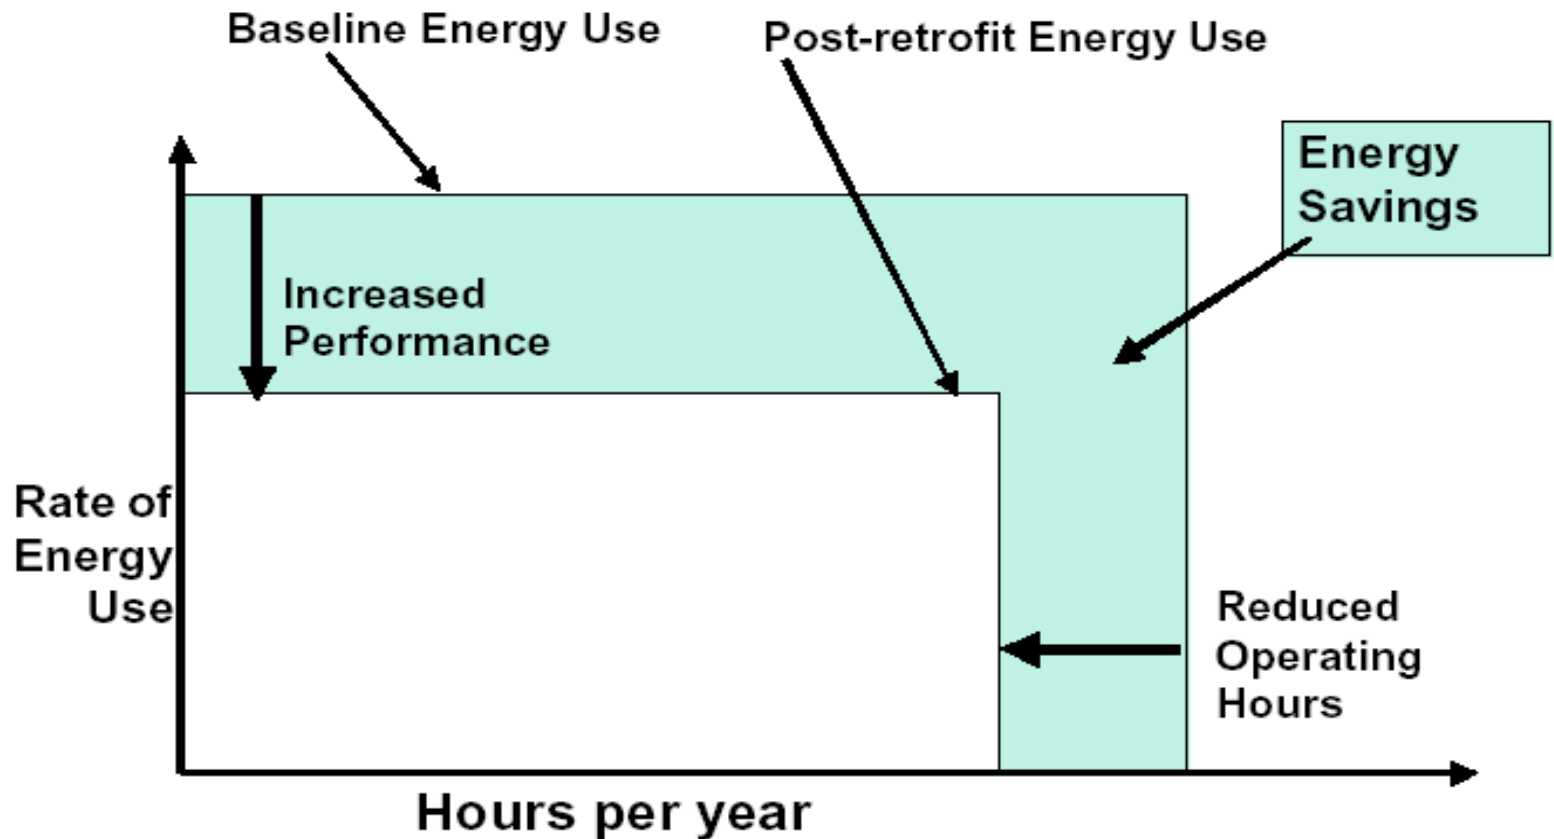 Baseline Energy Use
Post-retrofit Energy Use
Energy
Savings
Increased
Performance
Rate of
Energy
Use
Reduced
Operating
Hours
Hours per year